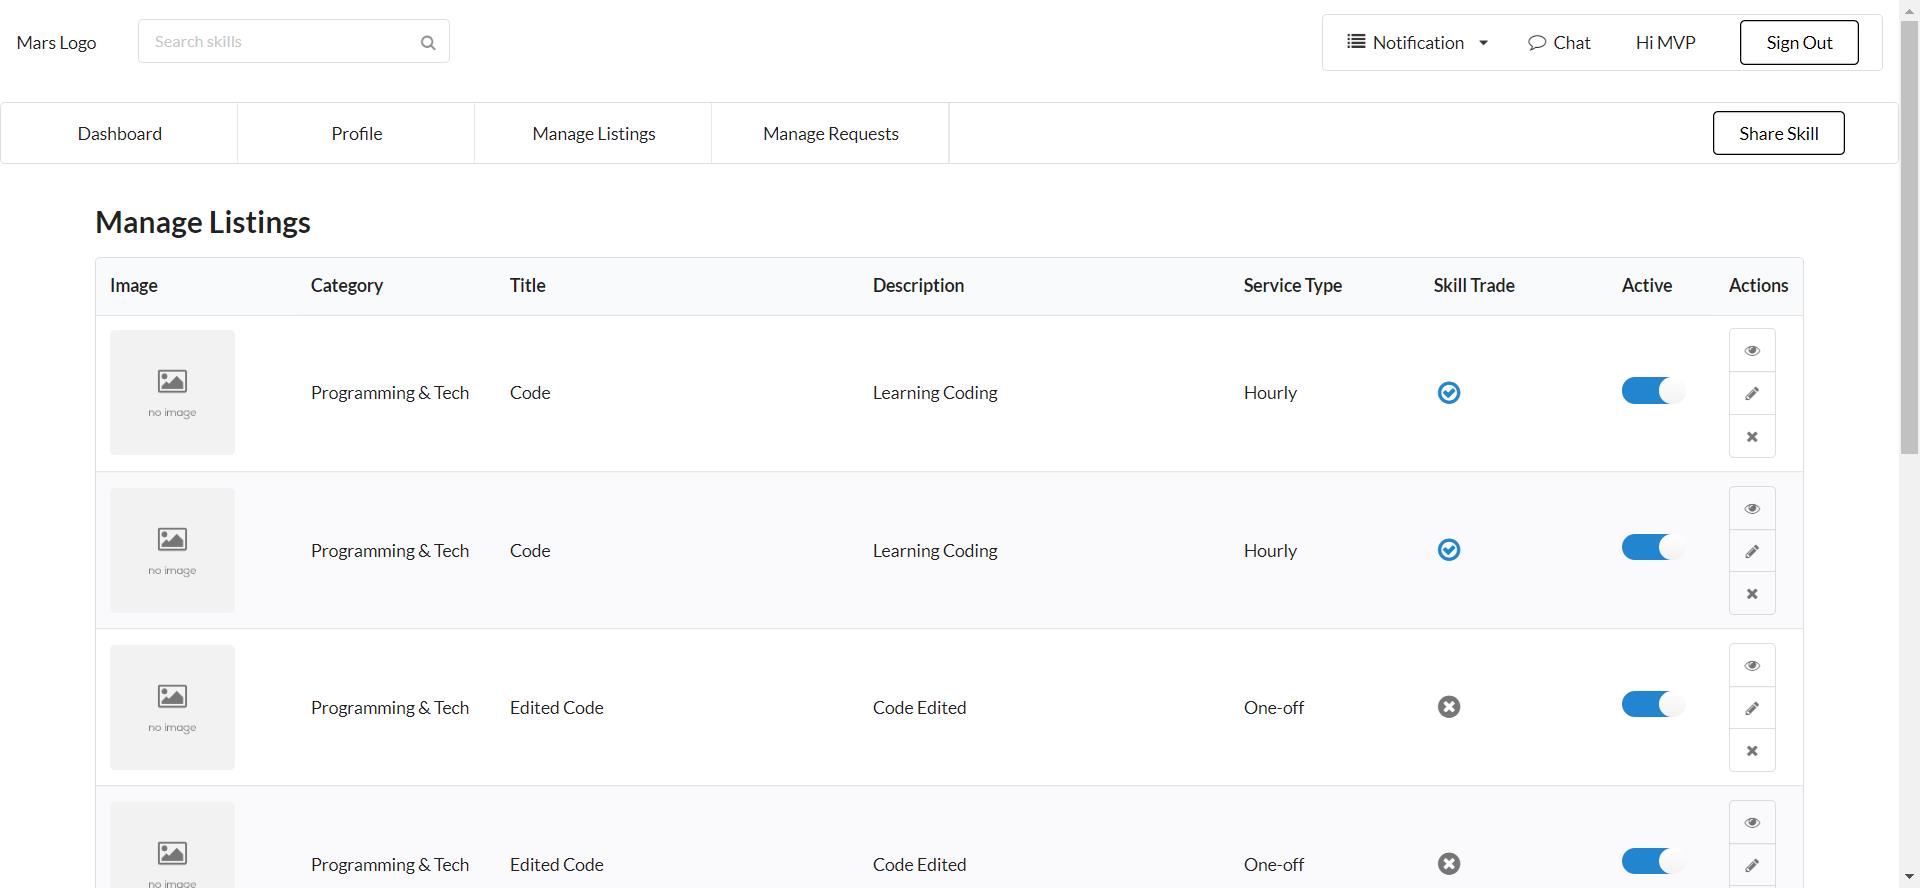 Mars Logo
Search skills
Notification
Chat
Hi MVP
Sign Out
Dashboard
Profile
Manage Listings
Manage Requests
Share Skill
Manage Listings
Image Category Title Description Service Type Skill Trade Active Actions
no image
Programming & Tech Code Learning Coding Hourly
no image
Programming & Tech Code Learning Coding Hourly
no image
Programming & Tech Edited Code Code Edited One-off
no image
Programming & Tech Edited Code Code Edited One-off